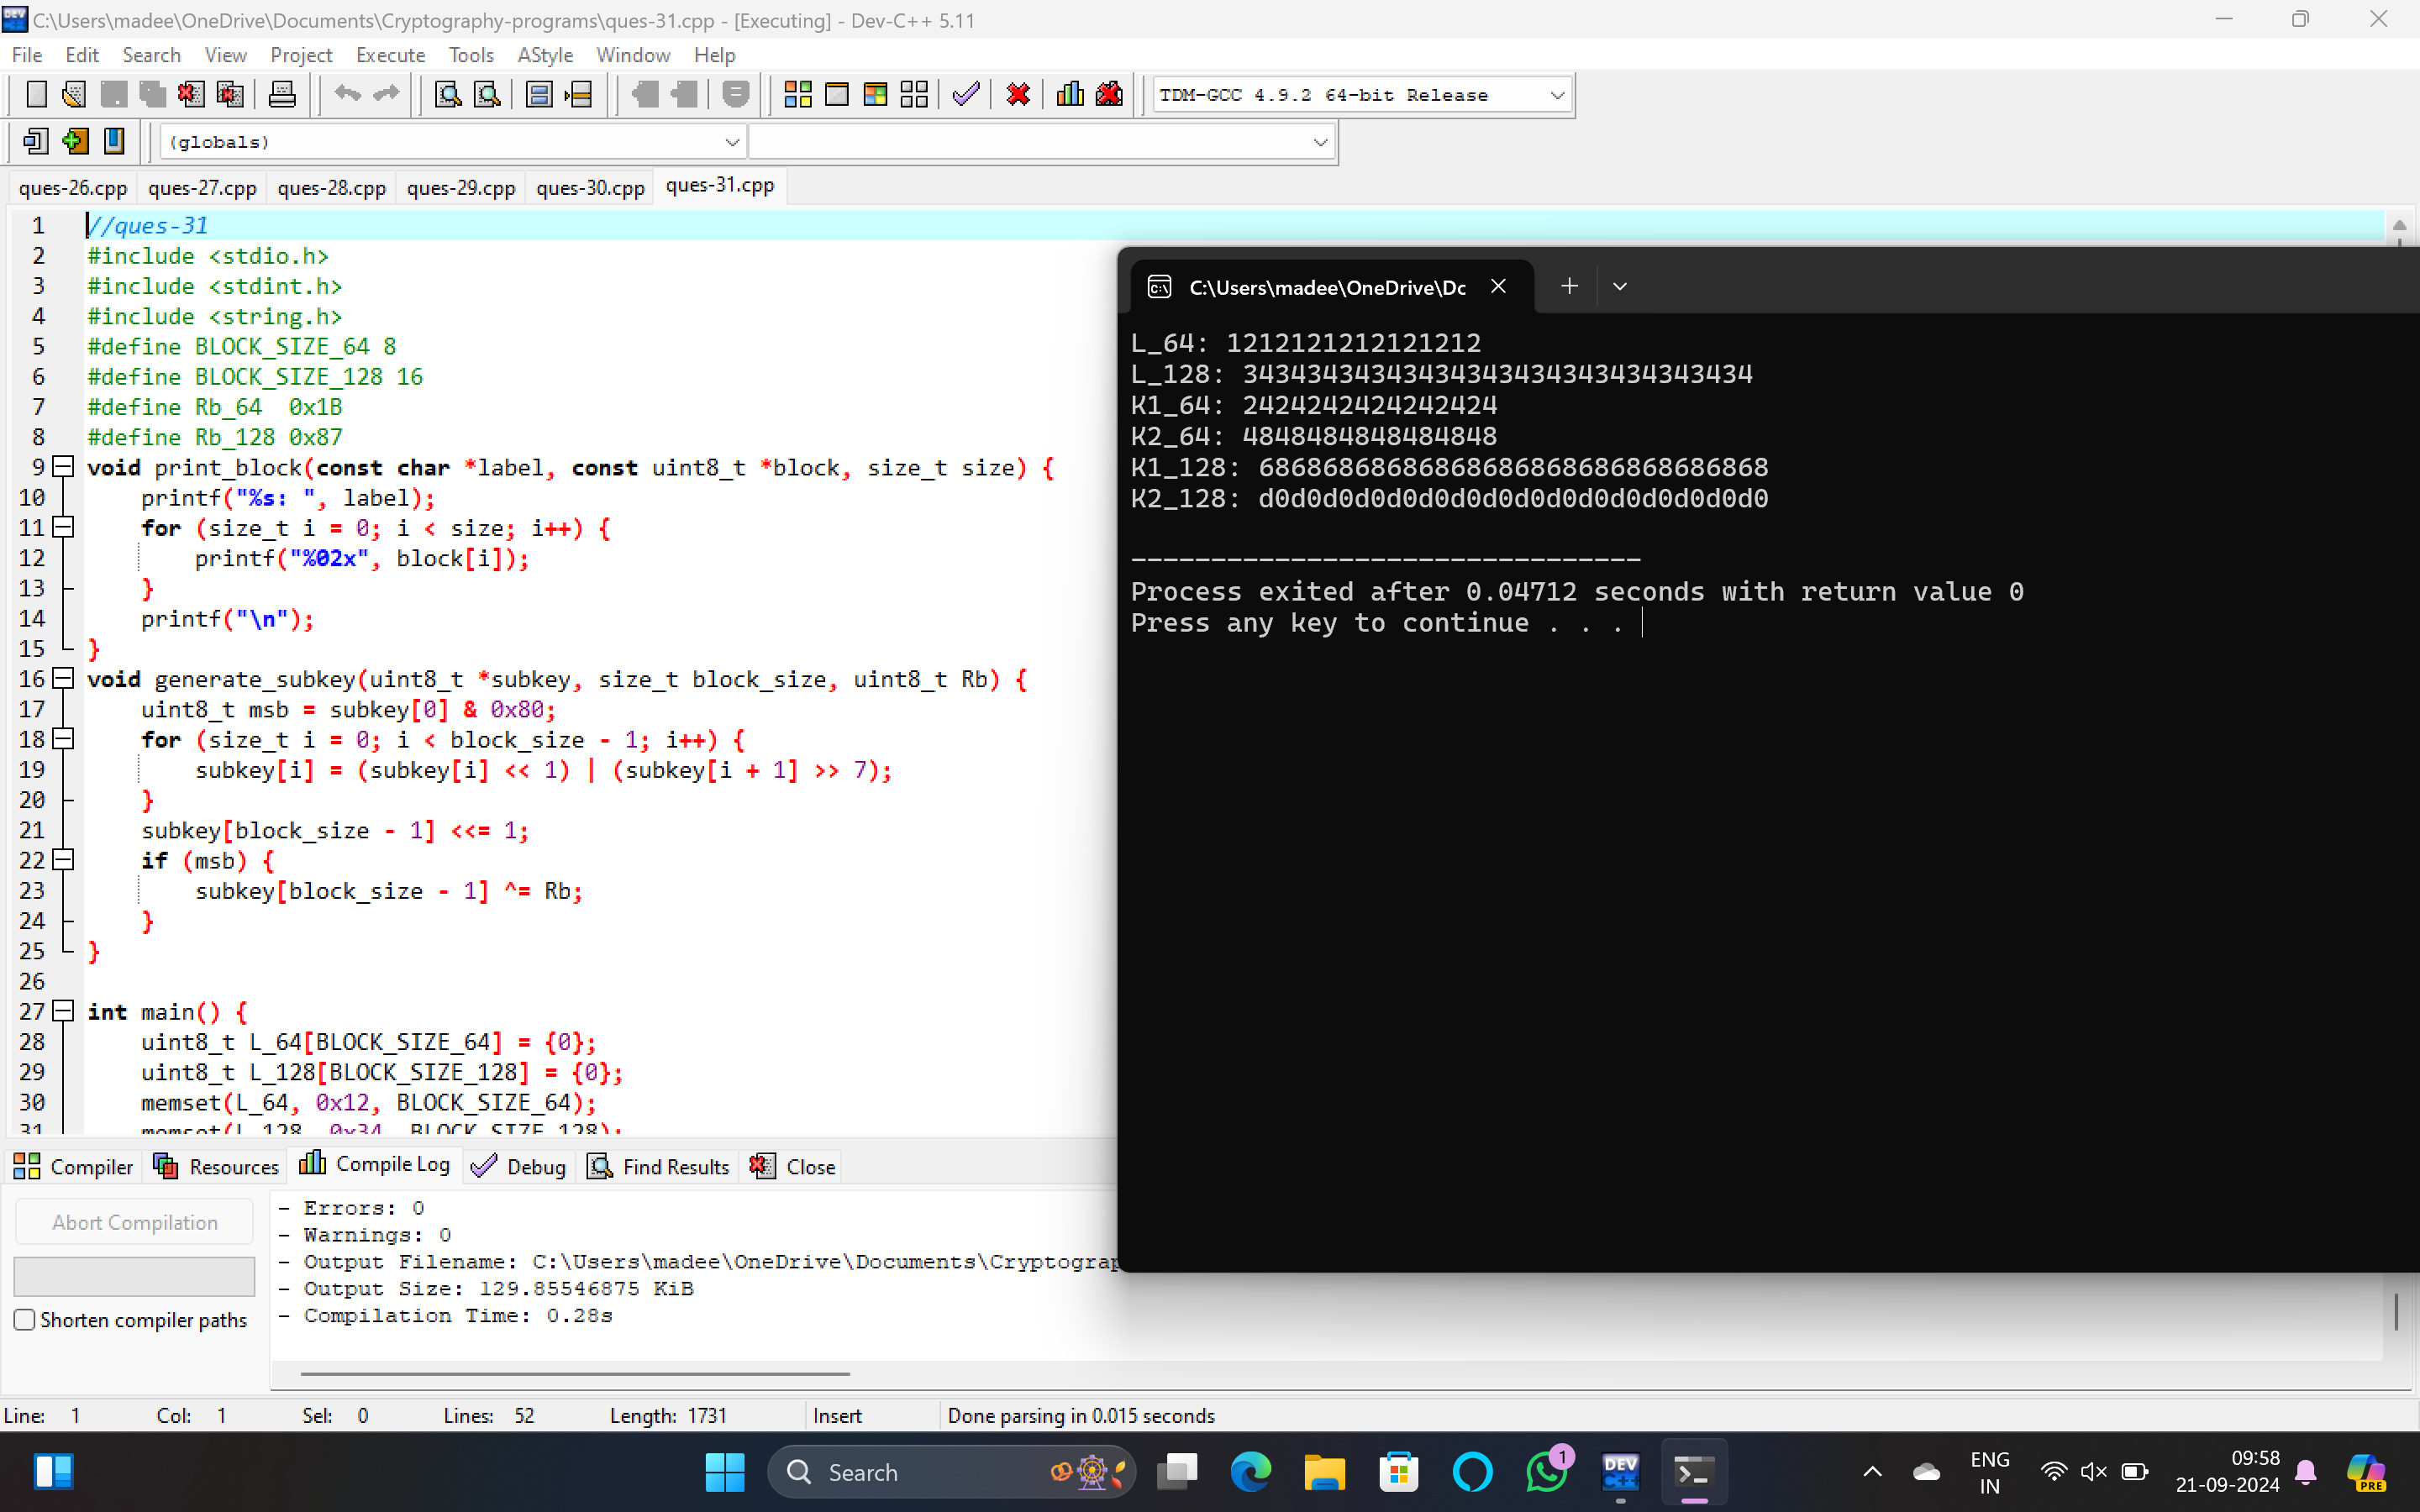 C:\Users\madee\OneDrive\Documents\Cryptography-programs\ques-31.cpp - [Executing] - Dev-C++ 5.11
File Edit Search View Project Execute Tools AStyle Window Help
TDM-GCC 4.9.2 64-bit Release
(globals)
ques-26.cpp ques-27.cpp ques-28.cpp ques-29.cpp ques-30.cpp ques-31.cpp
1 //ques-31
2 #include <stdio.h>
3 #include <stdint.h>
4 #include <string.h>
5 #define BLOCK_SIZE_64 8
6 #define BLOCK_SIZE_128 16
7 #define Rb_64  0x1B
8 #define Rb_128 0x87
9 void print_block(const char *label, const uint8_t *block, size_t size) {
10     printf("%s: ", label);
11     for (size_t i = 0; i < size; i++) {
12         printf("%02x", block[i]);
13     }
14     printf("\n");
15 }
16 void generate_subkey(uint8_t *subkey, size_t block_size, uint8_t Rb) {
17     uint8_t msb = subkey[0] & 0x80;
18     for (size_t i = 0; i < block_size - 1; i++) {
19         subkey[i] = (subkey[i] << 1) | (subkey[i + 1] >> 7);
20     }
21     subkey[block_size - 1] <<= 1;
22     if (msb) {
23         subkey[block_size - 1] ^= Rb;
24     }
25 }
26
27 int main() {
28     uint8_t L_64[BLOCK_SIZE_64] = {0};
29     uint8_t L_128[BLOCK_SIZE_128] = {0};
30     memset(L_64, 0x12, BLOCK_SIZE_64);
31     memset(L_128, 0x34, BLOCK_SIZE_128);
C:\Users\madee\OneDrive\Dc
L_64: 1212121212121212
L_128: 34343434343434343434343434343434
K1_64: 2424242424242424
K2_64: 4848484848484848
K1_128: 68686868686868686868686868686868
K2_128: d0d0d0d0d0d0d0d0d0d0d0d0d0d0d0d0
--------------------------------
Process exited after 0.04712 seconds with return value 0
Press any key to continue . . .
Compiler Resources Compile Log Debug Find Results Close
Abort Compilation
Shorten compiler paths
- Errors: 0
- Warnings: 0
- Output Filename: C:\Users\madee\OneDrive\Documents\Cryptograp
- Output Size: 129.85546875 KiB
- Compilation Time: 0.28s
Line: 1 Col: 1 Sel: 0 Lines: 52 Length: 1731 Insert Done parsing in 0.015 seconds
Search
1
DEV
C++
PRE
ENG
IN
09:58
21-09-2024